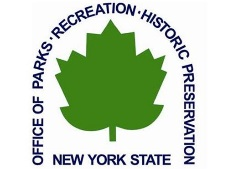 OFFICE OF PARKS · RECREATION · HISTORIC PRESERVATION
NEW YORK STATE